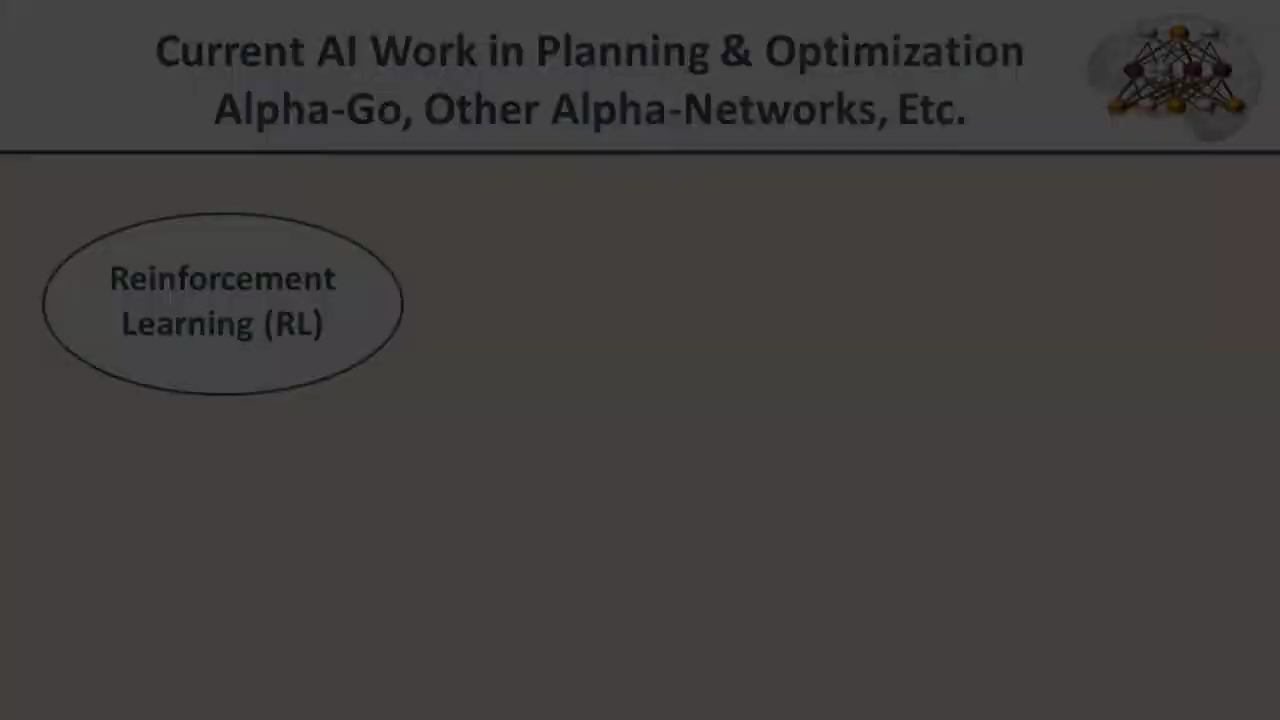 Current AI Work in Planning & Optimization
Alpha-Go, Other Alpha-Networks, Etc.
Reinforcement
Learning (RL)